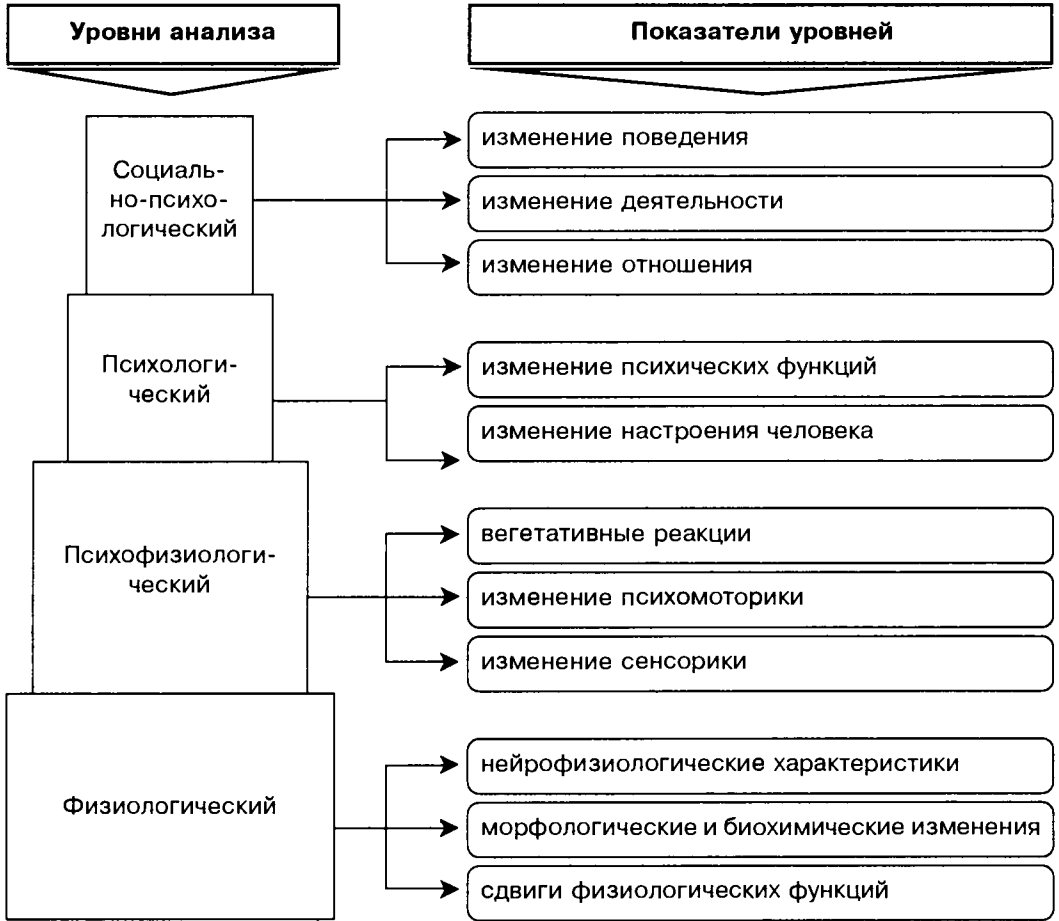 Уровни анализа
Показатели уровней
Социаль-
но-психо-
логический
изменение поведения
изменение деятельности
изменение отношения
Психологи-
ческий
изменение психических функций
изменение настроения человека
Психофизиологи-
ческий
вегетативные реакции
изменение психомоторики
изменение сенсорики
Физиологический
нейрофизиологические характеристики
морфологические и биохимические изменения
сдвиги физиологических функций